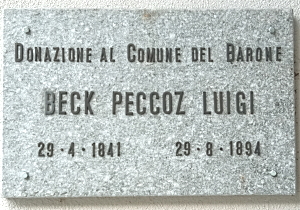 DONAZIONE AL COMUNE DEL BARONE
BECK PECCOZ LUIGI
29·4·1841 29·8·1894